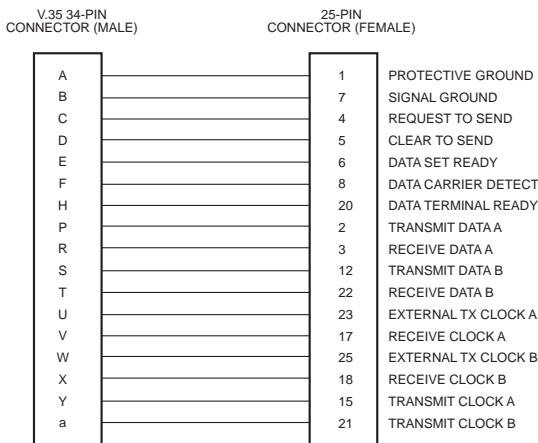 V.35 34-PIN CONNECTOR (MALE)
25-PIN CONNECTOR (FEMALE)
A 1 PROTECTIVE GROUND
B 7 SIGNAL GROUND
C 4 REQUEST TO SEND
D 5 CLEAR TO SEND
E 6 DATA SET READY
F 8 DATA CARRIER DETECT
H 20 DATA TERMINAL READY
P 2 TRANSMIT DATA A
R 3 RECEIVE DATA A
S 12 TRANSMIT DATA B
T 22 RECEIVE DATA B
U 23 EXTERNAL TX CLOCK A
V 17 RECEIVE CLOCK A
W 25 EXTERNAL TX CLOCK B
X 18 RECEIVE CLOCK B
Y 15 TRANSMIT CLOCK A
a 21 TRANSMIT CLOCK B